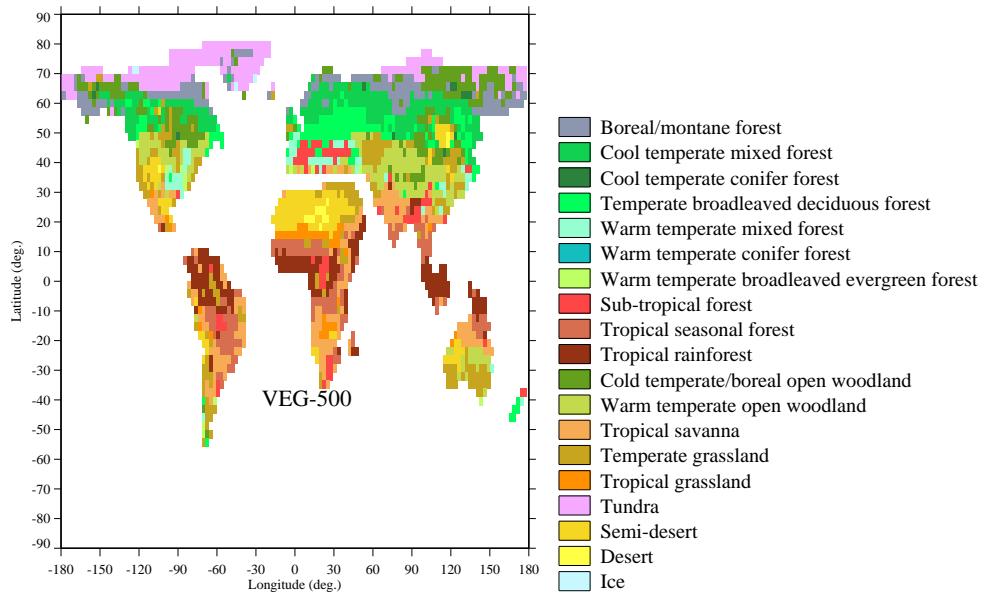 90
80
70
60
50
40
30
20
10
0
-10
-20
-30
-40
-50
-60
-70
-80
-90
Latitude (deg.)
VEG-500
-180 -150 -120 -90 -60 -30 0 30 60 90 120 150 180
Longitude (deg.)
Boreal/montane forest
Cool temperate mixed forest
Cool temperate conifer forest
Temperate broadleaved deciduous forest
Warm temperate mixed forest
Warm temperate conifer forest
Warm temperate broadleaved evergreen forest
Sub-tropical forest
Tropical seasonal forest
Tropical rainforest
Cold temperate/boreal open woodland
Warm temperate open woodland
Tropical savanna
Temperate grassland
Tropical grassland
Tundra
Semi-desert
Desert
Ice